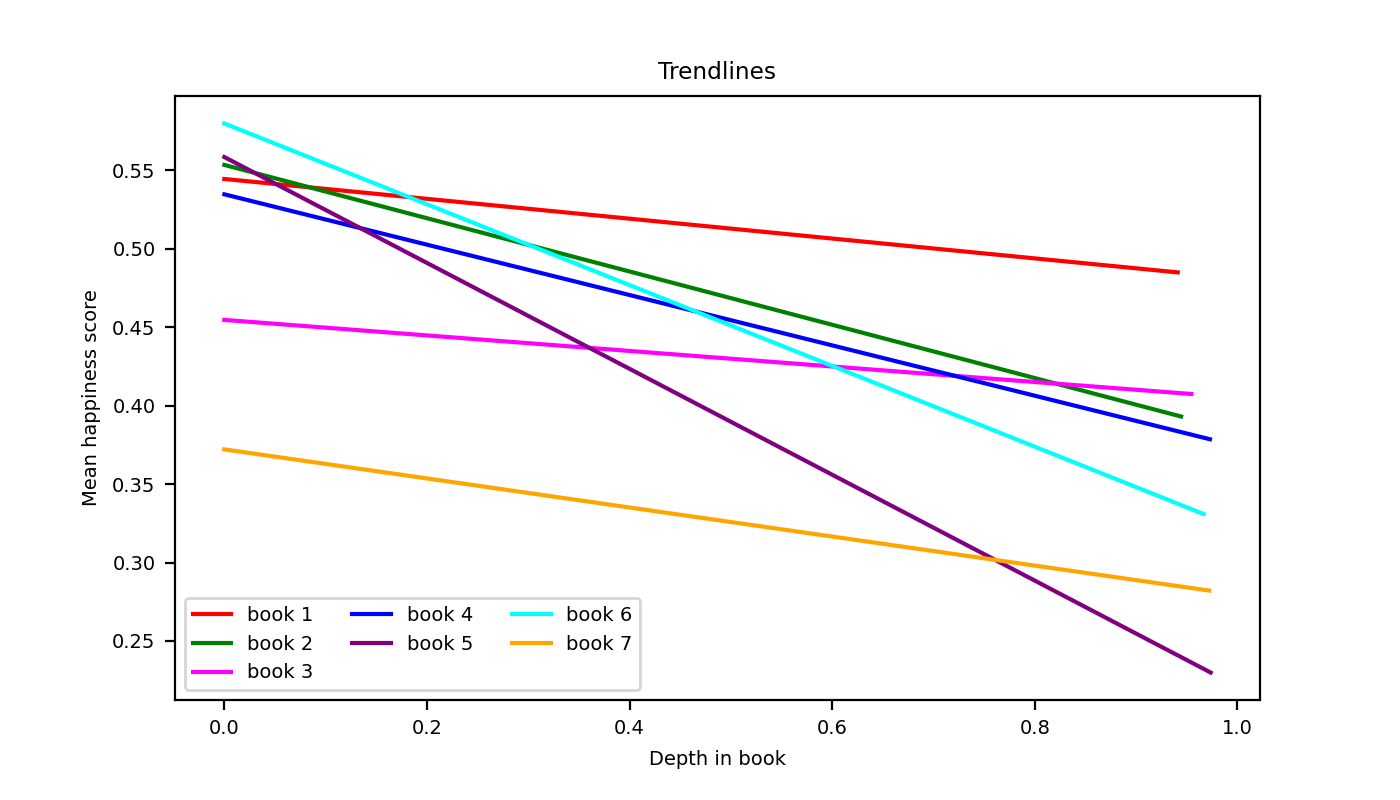 Trendlines
Mean happiness score
0.55
0.50
0.45
0.40
0.35
0.30
0.25
book 1
book 2
book 3
book 4
book 5
book 6
book 7
0.0 0.2 0.4 0.6 0.8 1.0
Depth in book